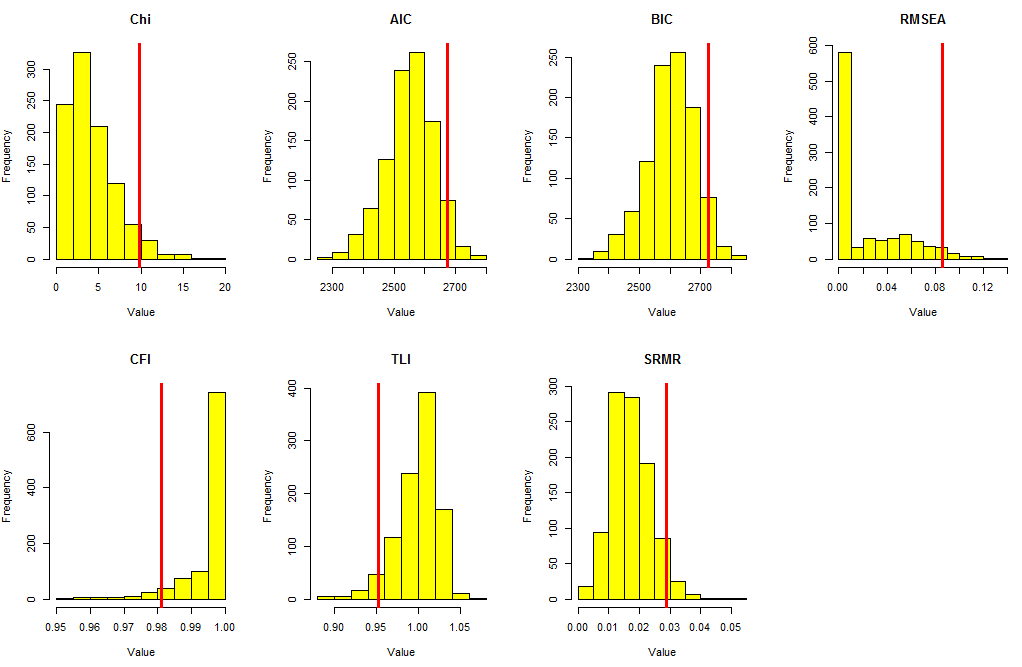 Chi
AIC
BIC
RMSEA
Frequency
0 50 100 150 200 250 300
0 5 10 15 20
Value
Frequency
0 50 100 150 200 250
2300 2500 2700
Value
Frequency
0 50 100 150 200 250
2300 2500 2700
Value
Frequency
0 100 200 300 400 500 600
0.00 0.04 0.08 0.12
Value
CFI
TLI
SRMR
Frequency
0 200 400 600
0.95 0.96 0.97 0.98 0.99 1.00
Value
Frequency
0 100 200 300 400
0.90 0.95 1.00 1.05
Value
Frequency
0 50 100 150 200 250 300
0.00 0.01 0.02 0.03 0.04 0.05
Value